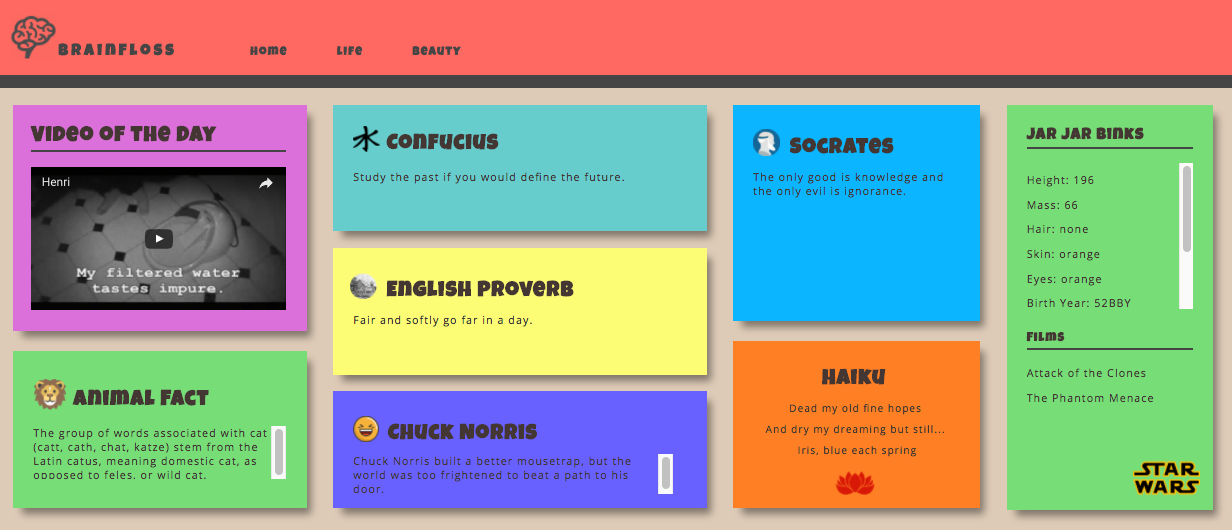 BRAINFLOSS
Home
Life
Beauty
Video of the Day
Henri
My filtered water
tastes impure.
Animal Fact
The group of words associated with cat
(catt, cath, chat, katze) stem from the
Latin catus, meaning domestic cat, as
opposed to feles, or wild cat.
Confucius
Study the past if you would define the future.
English Proverb
Fair and softly go far in a day.
Chuck Norris
Chuck Norris built a better mousetrap, but the
world was too frightened to beat a path to his
door.
Socrates
The only good is knowledge and
the only evil is ignorance.
Haiku
Dead my old fine hopes
And dry my dreaming but still...
Iris, blue each spring
Jar Jar Binks
Height: 196
Mass: 66
Hair: none
Skin: orange
Eyes: orange
Birth Year: 52BBY
Films
Attack of the Clones
The Phantom Menace
STAR
WARS